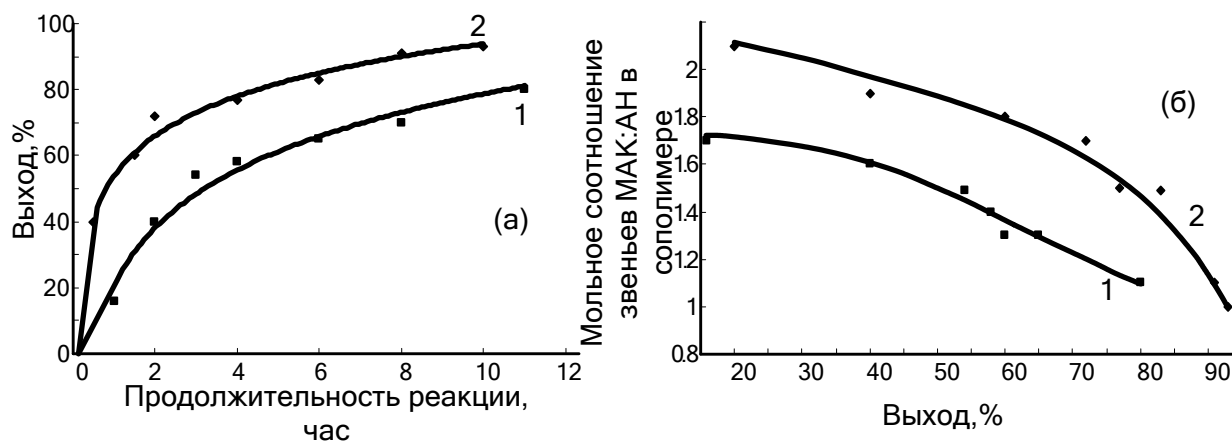 100
80
60
40
20
0
Выход,%
2
1
(а)
0 2 4 6 8 10 12
Продолжительность реакции,
час
Мольное соотношение
звеньев МАК:АН в
сополимере
2
1.8
1.6
1.4
1.2
1
0.8
(б)
2
1
20 30 40 50 60 70 80 90
Выход,%